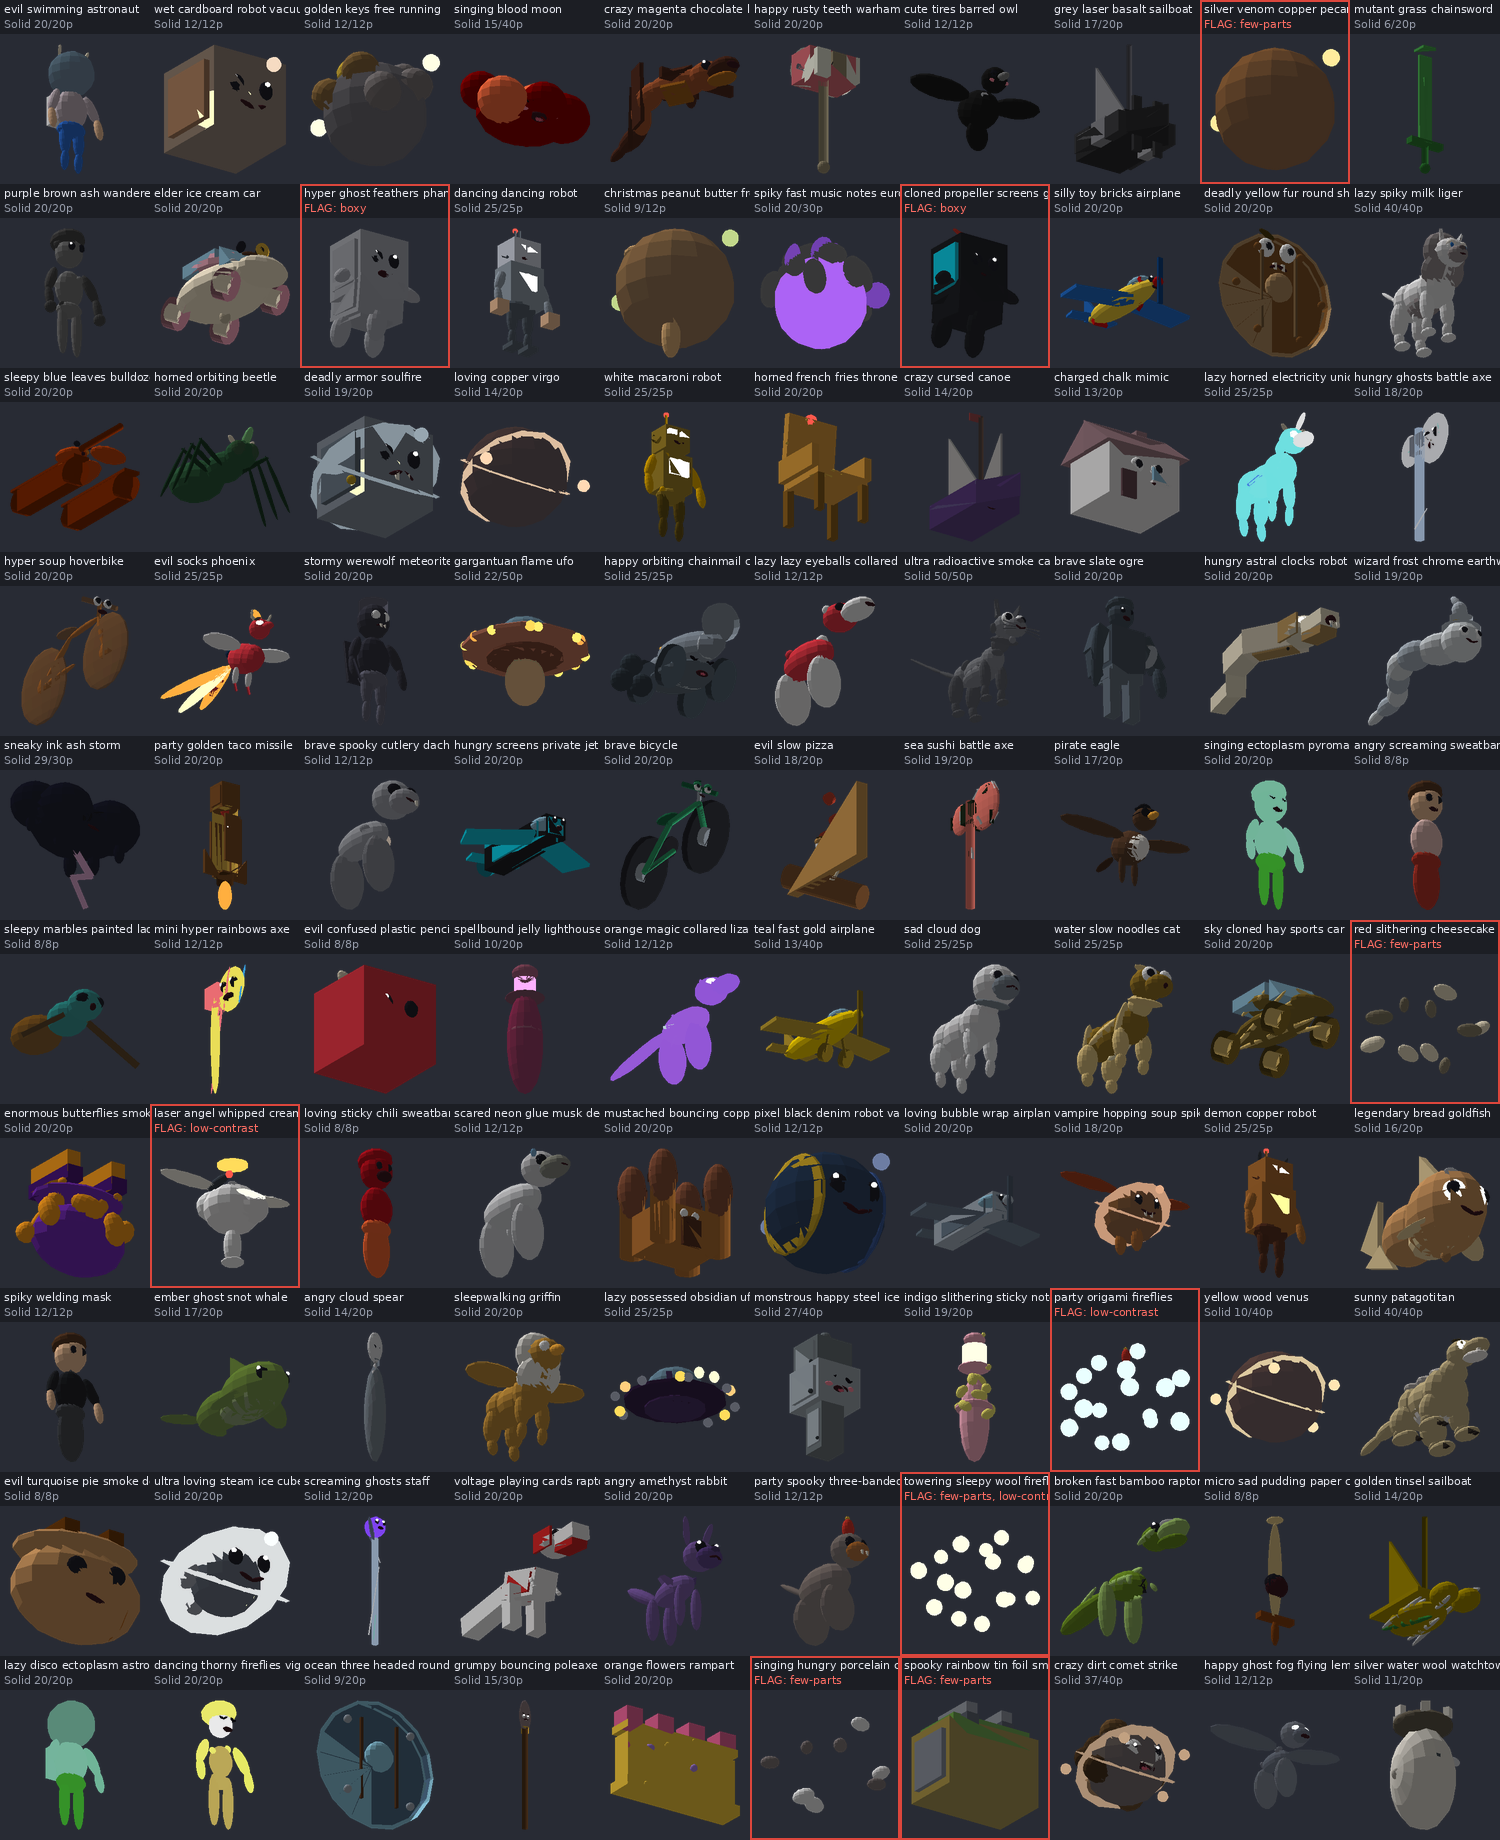 evil swimming astronaut
Solid 20/20p
wet cardboard robot vacuu
Solid 12/12p
golden keys free running
Solid 12/12p
singing blood moon
Solid 15/40p
crazy magenta chocolate l
Solid 20/20p
happy rusty teeth warham
Solid 20/20p
cute tires barred owl
Solid 12/12p
grey laser basalt sailboat
Solid 17/20p
silver venom copper pecar
FLAG: few-parts
mutant grass chainsword
Solid 6/20p
purple brown ash wandere
Solid 20/20p
elder ice cream car
Solid 20/20p
hyper ghost feathers phar
FLAG: boxy
dancing dancing robot
Solid 25/25p
christmas peanut butter fr
Solid 9/12p
spiky fast music notes eur
Solid 20/30p
cloned propeller screens g
FLAG: boxy
silly toy bricks airplane
Solid 20/20p
deadly yellow fur round sh
Solid 20/20p
lazy spiky milk liger
Solid 40/40p
sleepy blue leaves bulldoz
Solid 20/20p
horned orbiting beetle
Solid 20/20p
deadly armor soulfire
Solid 19/20p
loving copper virgo
Solid 14/20p
white macaroni robot
Solid 25/25p
horned french fries throne
Solid 20/20p
crazy cursed canoe
Solid 14/20p
charged chalk mimic
Solid 13/20p
lazy horned electricity unic
Solid 25/25p
hungry ghosts battle axe
Solid 18/20p
hyper soup hoverbike
Solid 20/20p
evil socks phoenix
Solid 25/25p
stormy werewolf meteorite
Solid 20/20p
gargantuan flame ufo
Solid 22/50p
happy orbiting chainmail c
Solid 25/25p
lazy lazy eyeballs collared
Solid 12/12p
ultra radioactive smoke ca
Solid 50/50p
brave slate ogre
Solid 20/20p
hungry astral clocks robot
Solid 20/20p
wizard frost chrome earthw
Solid 19/20p
sneaky ink ash storm
Solid 29/30p
party golden taco missile
Solid 20/20p
brave spooky cutlery dach
Solid 12/12p
hungry screens private jet
Solid 20/20p
brave bicycle
Solid 20/20p
evil slow pizza
Solid 18/20p
sea sushi battle axe
Solid 19/20p
pirate eagle
Solid 17/20p
singing ectoplasm pyroma
Solid 20/20p
angry screaming sweatbar
Solid 8/8p
sleepy marbles painted lac
Solid 8/8p
mini hyper rainbows axe
Solid 12/12p
evil confused plastic penci
Solid 8/8p
spellbound jelly lighthouse
Solid 10/20p
orange magic collared liza
Solid 12/12p
teal fast gold airplane
Solid 13/40p
sad cloud dog
Solid 25/25p
water slow noodles cat
Solid 25/25p
sky cloned hay sports car
Solid 20/20p
red slithering cheesecake
FLAG: few-parts
enormous butterflies smok
Solid 20/20p
laser angel whipped crean
FLAG: low-contrast
loving sticky chili sweatba
Solid 8/8p
scared neon glue musk de
Solid 12/12p
mustached bouncing copp
Solid 20/20p
pixel black denim robot va
Solid 12/12p
loving bubble wrap airplan
Solid 20/20p
vampire hopping soup spik
Solid 18/20p
demon copper robot
Solid 25/25p
legendary bread goldfish
Solid 16/20p
spiky welding mask
Solid 12/12p
ember ghost snot whale
Solid 17/20p
angry cloud spear
Solid 14/20p
sleepwalking griffin
Solid 20/20p
lazy possessed obsidian uf
Solid 25/25p
monstrous happy steel ice
Solid 27/40p
indigo slithering sticky not
Solid 19/20p
party origami fireflies
FLAG: low-contrast
yellow wood venus
Solid 10/40p
sunny patagotitan
Solid 40/40p
evil turquoise pie smoke d
Solid 8/8p
ultra loving steam ice cube
Solid 20/20p
screaming ghosts staff
Solid 12/20p
voltage playing cards rapt
Solid 20/20p
angry amethyst rabbit
Solid 20/20p
party spooky three-banded
Solid 12/12p
towering sleepy wool firefl
FLAG: few-parts, low-contr
broken fast bamboo raptor
Solid 20/20p
micro sad pudding paper c
Solid 8/8p
golden tinsel sailboat
Solid 14/20p
lazy disco ectoplasm astro
Solid 20/20p
dancing thorny fireflies vig
Solid 20/20p
ocean three headed round
Solid 9/20p
grumpy bouncing poleaxe
Solid 15/30p
orange flowers rampart
Solid 20/20p
singing hungry porcelain c
FLAG: few-parts
spooky rainbow tin foil sm
FLAG: few-parts
crazy dirt comet strike
Solid 37/40p
happy ghost fog flying lem
Solid 12/12p
silver water wool watchtov
Solid 11/20p